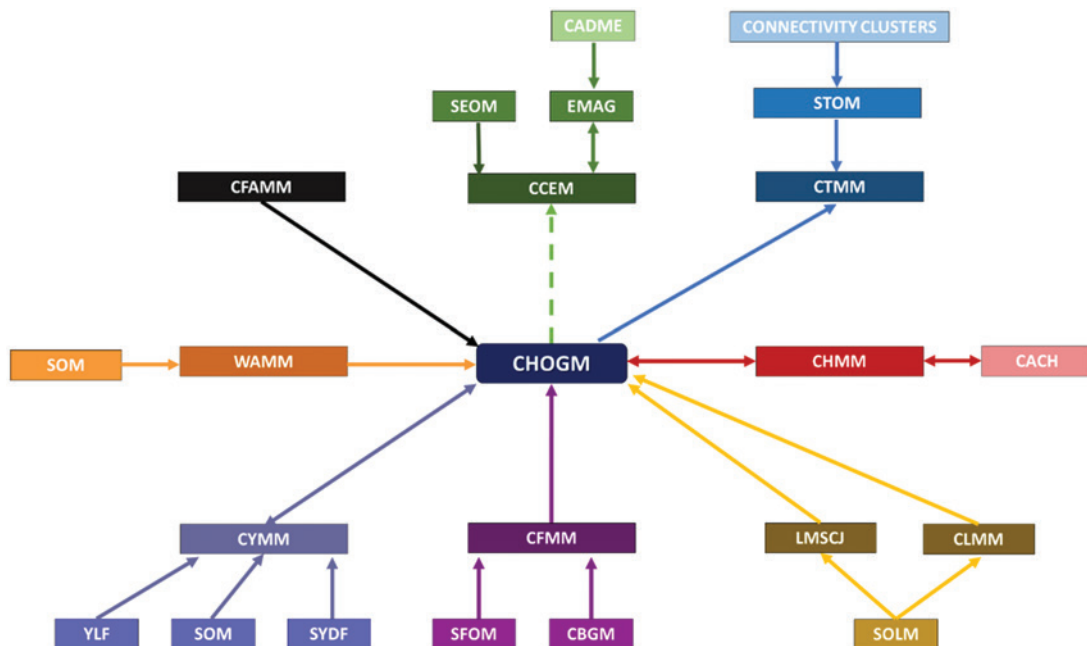 CADME
CONNECTIVITY CLUSTERS
SEOM
EMAG
STOM
CFAMM
CCEM
CTMM
SOM
WAMM
CHOGM
CHMM
CACH
CYMM
CFMM
LMSCJ
CLMM
YLF
SOM
SYDF
SFOM
CBGM
SOLM